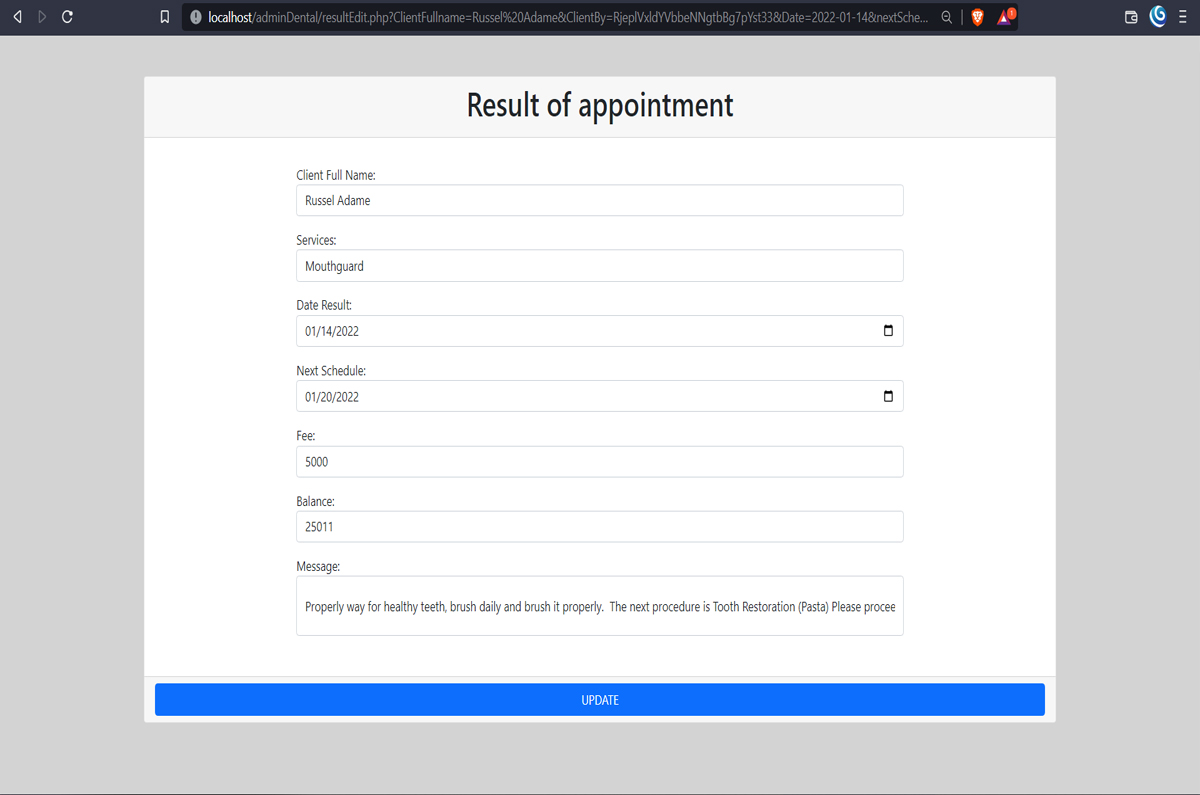 localhost/adminDental/resultEdit.php?ClientFullname=Russel%20Adame&ClientBy=RjeplVxldYVbbeNNgtbBg7pYst33&Date=2022-01-14&nextSche...
1
Result of appointment
Client Full Name:
Russel Adame
Services:
Mouthguard
Date Result:
01/14/2022
Next Schedule:
01/20/2022
Fee:
5000
Balance:
25011
Message:
Properly way for healthy teeth, brush daily and brush it properly.  The next procedure is Tooth Restoration (Pasta) Please procee
UPDATE